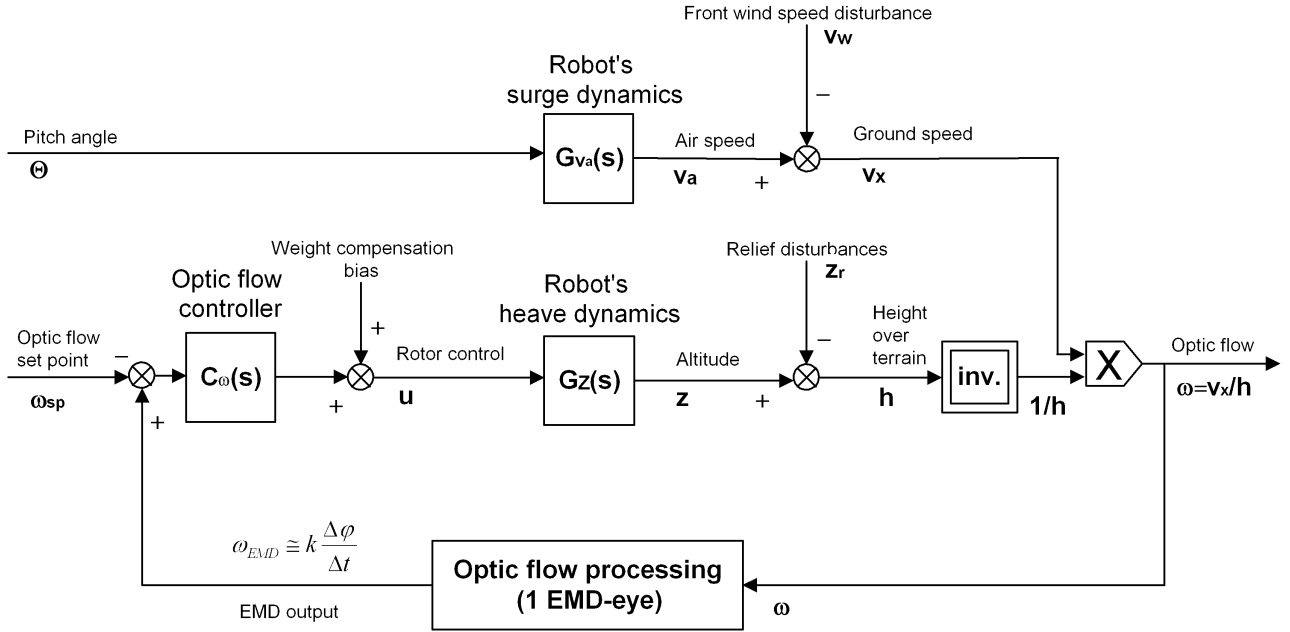 Front wind speed disturbance
vw
Robot's
surge dynamics
–
Pitch angle
Θ
Gva(s)
Air speed
va
+
Ground speed
vx
Weight compensation
bias
Relief disturbances
zr
Optic flow
controller
Robot's
heave dynamics
+
–
Height
over
terrain
Optic flow
set point
ωsp
–
+
Cω(s)
+
Rotor control
u
Gz(s)
Altitude
z
+
h
inv.
1/h
X
Optic flow
ω=vx/h
ωEMD ≅ k Δφ/Δt
EMD output
Optic flow processing
(1 EMD-eye)
ω